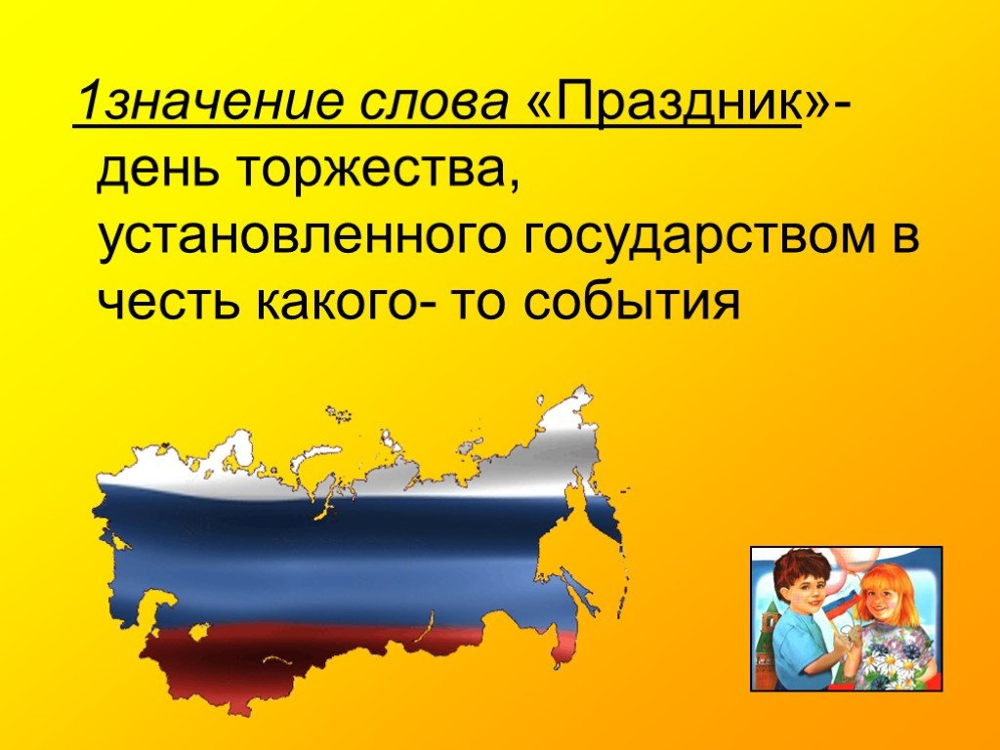 1значение слова «Праздник»-
день торжества,
установленного государством в
честь какого- то события